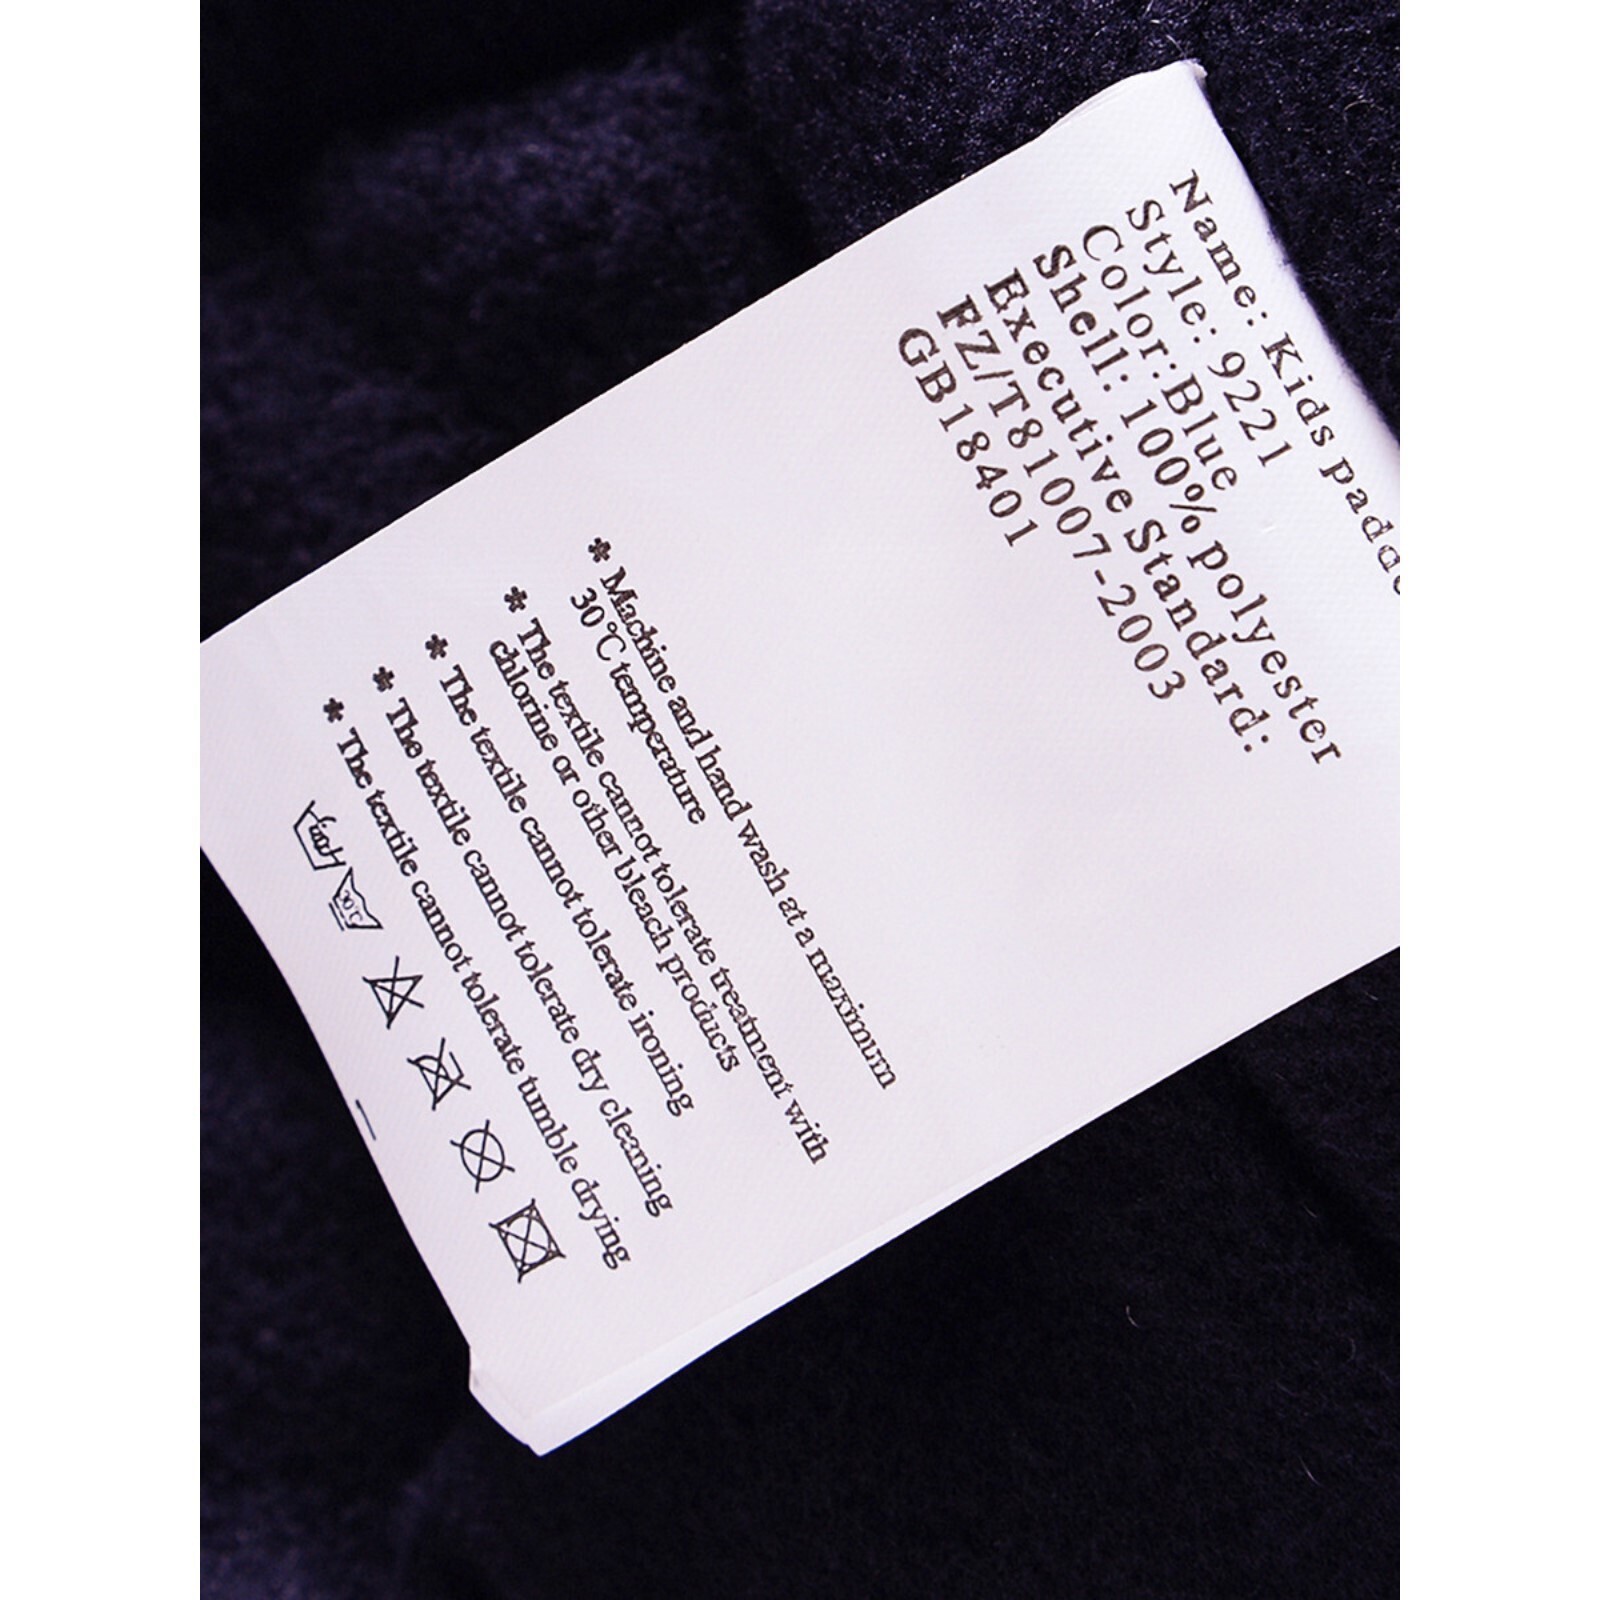 Name: Kids
Style: 9221
Color: Blue
Shell: 100% polyester
Executive Standard:
FZ/T81007-2003
GB18401
* Machine and hand wash at a maximum
30℃ temperature
* The textile cannot tolerate treatment with
chlorine or other bleach products
* The textile cannot tolerate ironing
* The textile cannot tolerate dry cleaning
* The textile cannot tolerate tumble drying
30℃